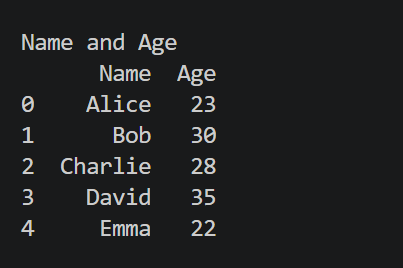 Name and Age
      Name  Age
0    Alice   23
1      Bob   30
2  Charlie   28
3    David   35
4     Emma   22